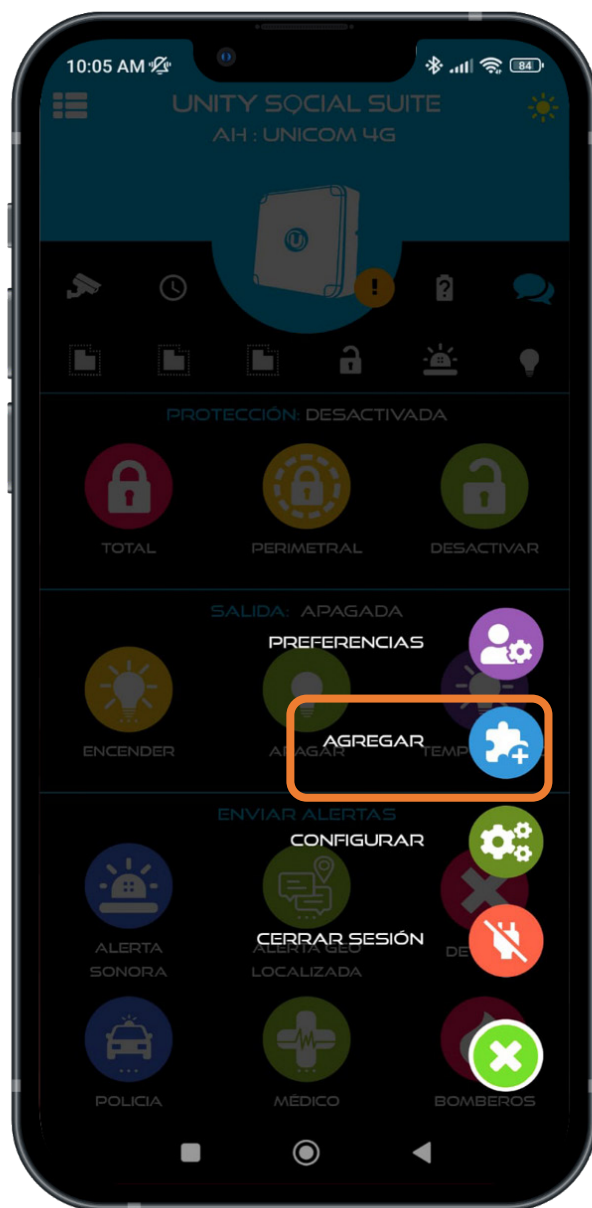 10:05 AM 84
UNITY SOCIAL SUITE
AH : UNICOM 4G
PROTECCIÓN: DESACTIVADA
TOTAL PERIMETRAL DESACTIVAR
SALIDA: APAGADA
PREFERENCIAS
AGREGAR
ENCENDER APAGAR
ENVIAR ALERTAS
CONFIGURAR
CERRAR SESIÓN
ALERTA SONORA
ALERTA GEO LOCALIZADA
POLICIA MÉDICO BOMBEROS